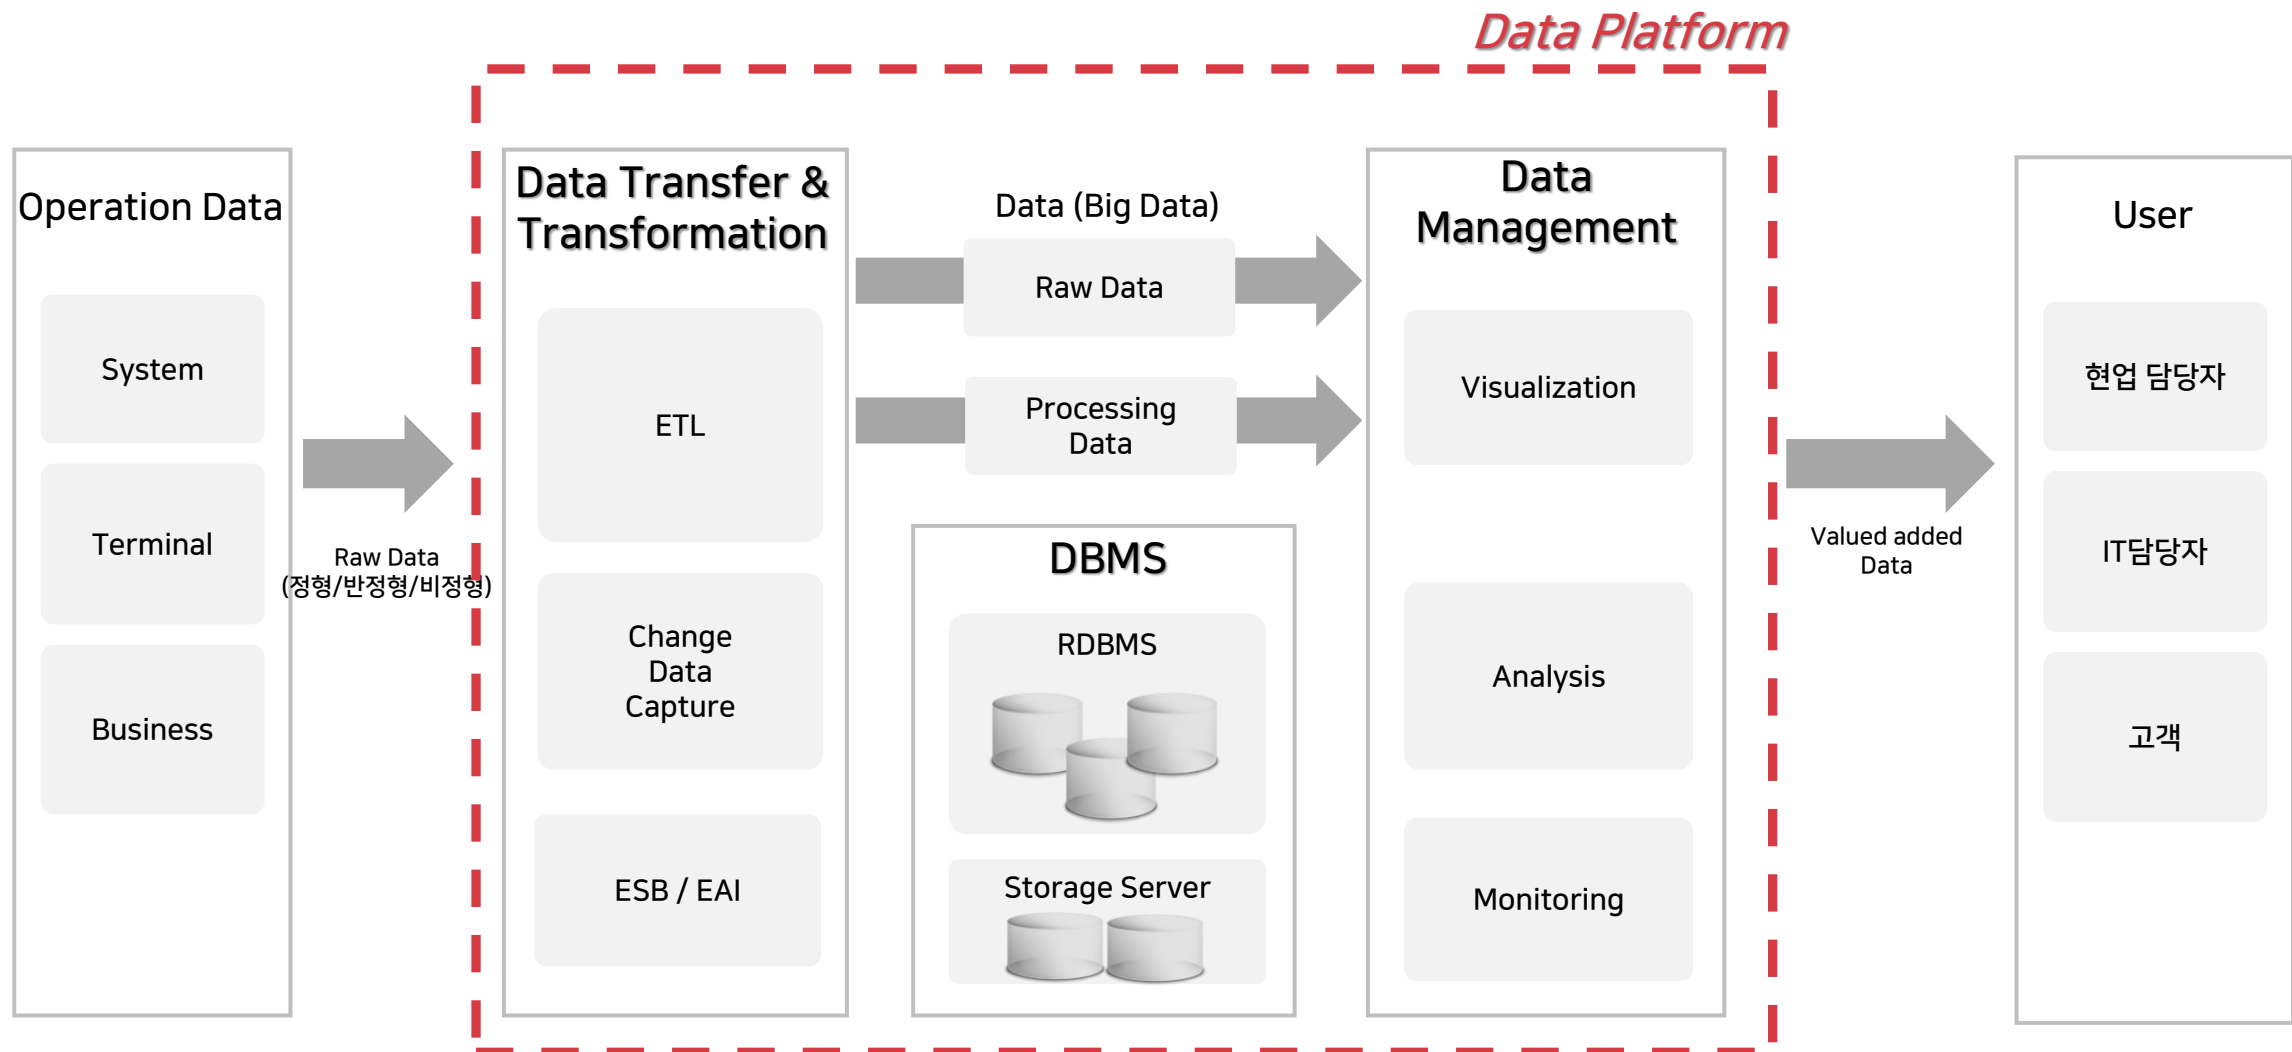 Data Platform
Operation Data
System
Terminal
Business
Raw Data
(정형/반정형/비정형)
Data Transfer &
Transformation
ETL
Change
Data
Capture
ESB / EAI
Data (Big Data)
Raw Data
Processing
Data
DBMS
RDBMS
Storage Server
Data
Management
Visualization
Analysis
Monitoring
Valued added
Data
User
현업 담당자
IT담당자
고객